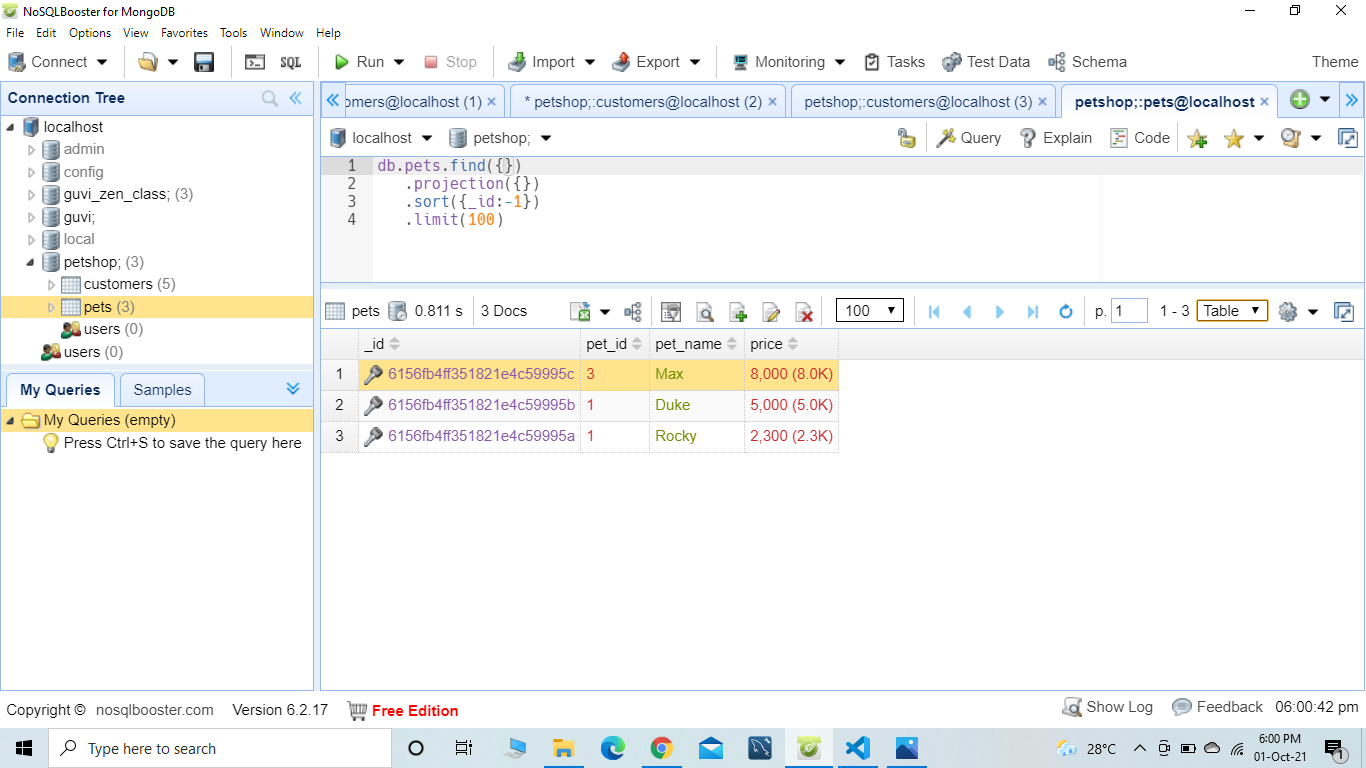 NoSQLBooster for MongoDB
File Edit Options View Favorites Tools Window Help
Connect SQL Run Stop Import Export Monitoring Tasks Test Data Schema Theme
Connection Tree
localhost
admin
config
guvi_zen_class; (3)
guvi;
local
petshop; (3)
customers (5)
pets (3)
users (0)
users (0)
My Queries Samples
My Queries (empty)
Press Ctrl+S to save the query here
omers@localhost (1) × * petshop;:customers@localhost (2) × petshop;:customers@localhost (3) × petshop;:pets@localhost ×
localhost petshop; Query Explain Code
1 db.pets.find({})
2 .projection({})
3 .sort({_id:-1})
4 .limit(100)
pets 0.811 s 3 Docs 100 p. 1 1 - 3 Table
_id pet_id pet_name price
1 6156fb4ff351821e4c59995c 3 Max 8,000 (8.0K)
2 6156fb4ff351821e4c59995b 1 Duke 5,000 (5.0K)
3 6156fb4ff351821e4c59995a 1 Rocky 2,300 (2.3K)
Copyright © nosqlbooster.com Version 6.2.17 Free Edition Show Log Feedback 06:00:42 pm
Type here to search 28°C 6:00 PM
01-Oct-21 1